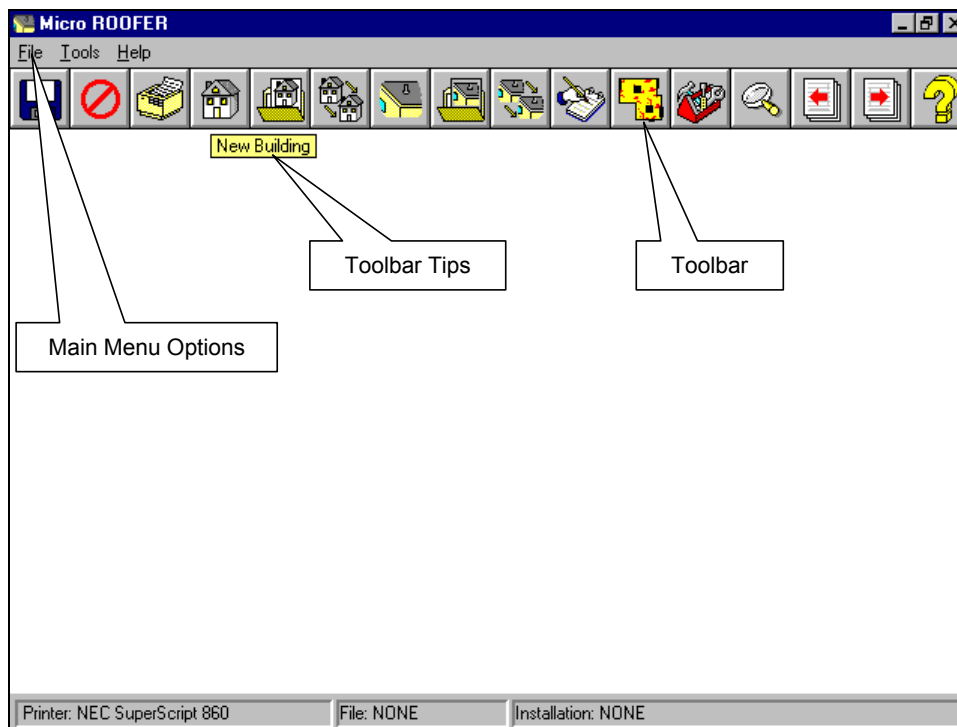 Micro ROOFER
File Tools Help
New Building
Toolbar Tips
Toolbar
Main Menu Options
Printer: NEC SuperScript 860 File: NONE Installation: NONE